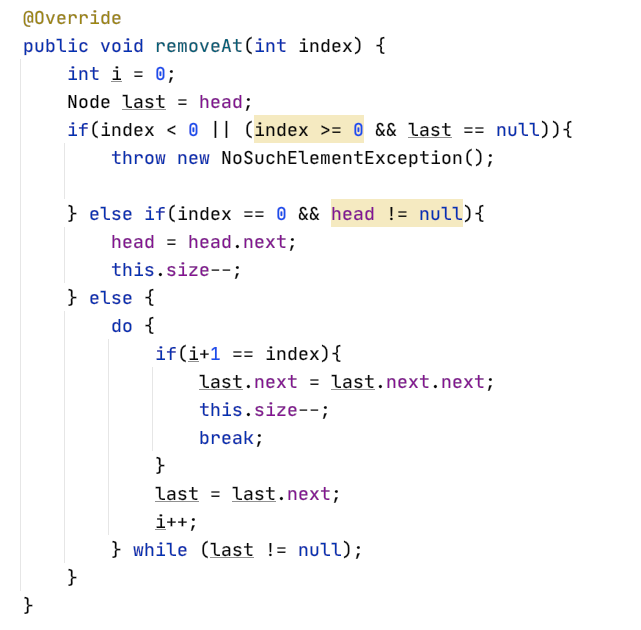 @Override
public void removeAt(int index) {
    int i = 0;
    Node last = head;
    if(index < 0 || (index >= 0 && last == null)){
        throw new NoSuchElementException();
    } else if(index == 0 && head != null){
        head = head.next;
        this.size--;
    } else {
        do {
            if(i+1 == index){
                last.next = last.next.next;
                this.size--;
                break;
            }
            last = last.next;
            i++;
        } while (last != null);
    }
}